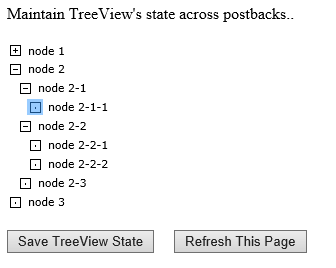 Maintain TreeView's state across postbacks..
node 1
node 2
node 2-1
node 2-1-1
node 2-2
node 2-2-1
node 2-2-2
node 2-3
node 3
Save TreeView State Refresh This Page